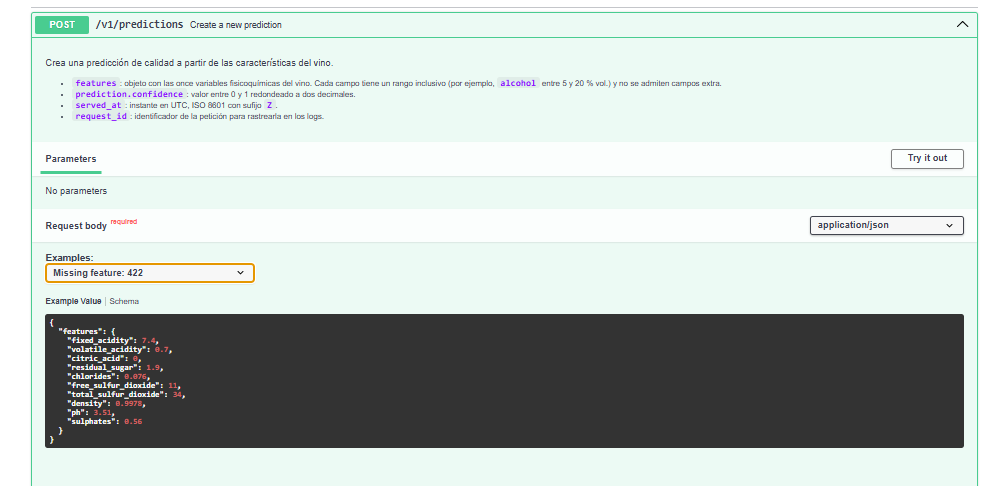 POST /v1/predictions Create a new prediction
Crea una predicción de calidad a partir de las características del vino.
features : objeto con las once variables fisicoquímicas del vino. Cada campo tiene un rango inclusivo (por ejemplo, alcohol entre 5 y 20 % vol.) y no se admiten campos extra.
prediction.confidence : valor entre 0 y 1 redondeado a dos decimales.
served_at : instante en UTC, ISO 8601 con sufijo Z .
request_id : identificador de la petición para rastrearla en los logs.
Parameters Try it out
No parameters
Request body required application/json
Examples:
Missing feature: 422
Example Value | Schema
{
  "features": {
    "fixed_acidity": 7.4,
    "volatile_acidity": 0.7,
    "citric_acid": 0,
    "residual_sugar": 1.9,
    "chlorides": 0.076,
    "free_sulfur_dioxide": 11,
    "total_sulfur_dioxide": 34,
    "density": 0.9978,
    "ph": 3.51,
    "sulphates": 0.56
  }
}